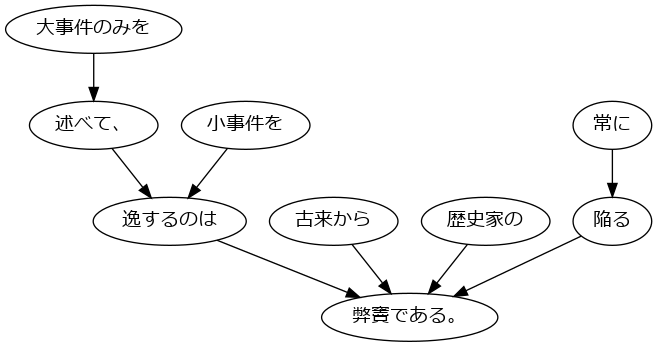 大事件のみを
述べて、
小事件を
常に
逸するのは
古来から
歴史家の
陥る
弊竇である。